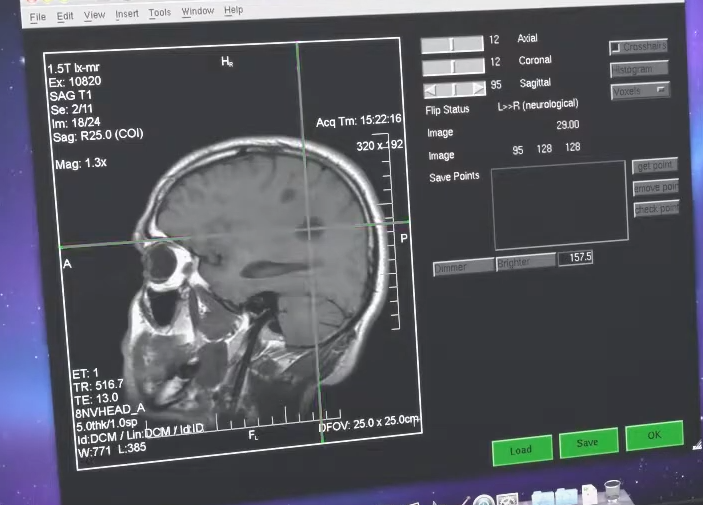 File Edit View Insert Tools Window Help
1.5T lx-mr
Ex: 10820
SAG T1
Se: 2/11
Im: 18/24
Sag: R25.0 (COI)
Mag: 1.3x
HR
Acq Tm: 15:22:16
320 x 192
A
P
ET: 1
TR: 516.7
TE: 13.0
8NVHEAD_A
5.0thk/1.0sp
Id:DCM / Lin:DCM / Id:ID
W:771 L:385
FL
DFOV: 25.0 x 25.0cm
12 Axial
12 Coronal
95 Sagittal
Flip Status L>>R (neurological)
Image 29.00
Image 95 128 128
Save Points
Crosshairs
Histogram
Voxels
get point
remove point
check point
Dimmer Brighter 157.5
Load Save OK